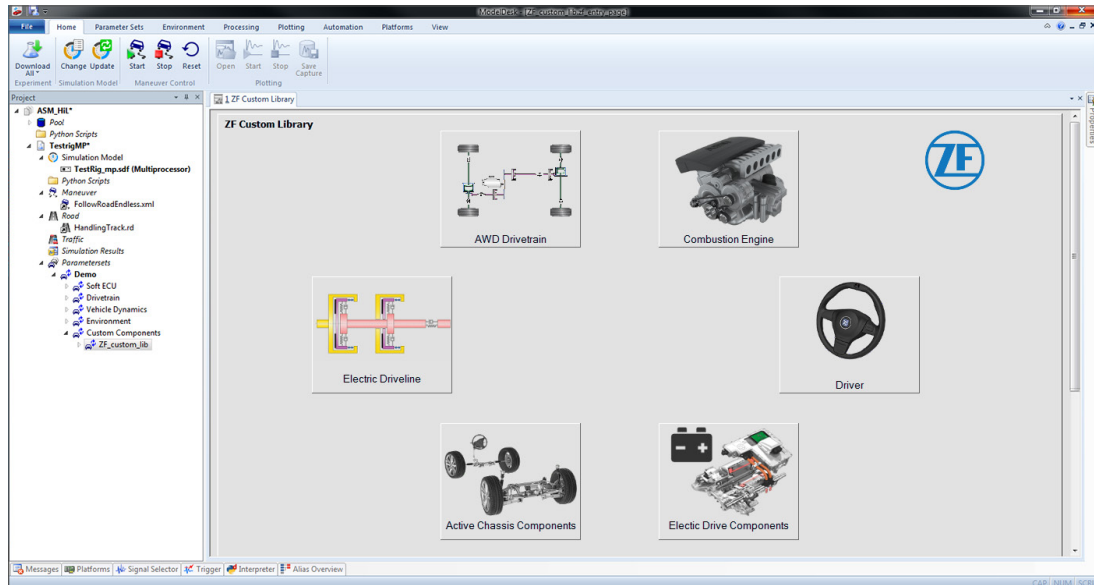 ModelDesk - [ZF_custom_lib.rf_entry-page]
File Home Parameter Sets Environment Processing Plotting Automation Platforms View
Download All Change Update Start Stop Reset Open Start Stop Save Capture
Experiment Simulation Model Maneuver Control Plotting
Project
1 ZF Custom Library
Properties
ASM_HiL*
Pool
Python Scripts
TestrigMP*
Simulation Model
TestRig_mp.sdf (Multiprocessor)
Python Scripts
Maneuver
FollowRoadEndless.xml
Road
HandlingTrack.rd
Traffic
Simulation Results
Parametersets
Demo
Soft ECU
Drivetrain
Vehicle Dynamics
Environment
Custom Components
ZF_custom_lib
ZF Custom Library
ZF
AWD Drivetrain
Combustion Engine
Electric Driveline
Driver
Active Chassis Components
Electic Drive Components
Messages Platforms Signal Selector Trigger Interpreter Alias Overview
CAP NUM SCRL